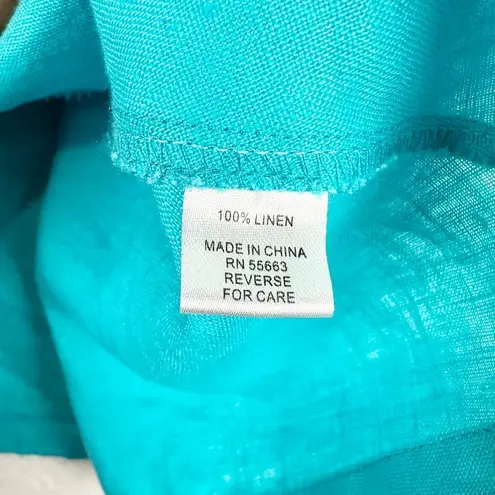 100% LINEN
MADE IN CHINA
RN 55663
REVERSE
FOR CARE